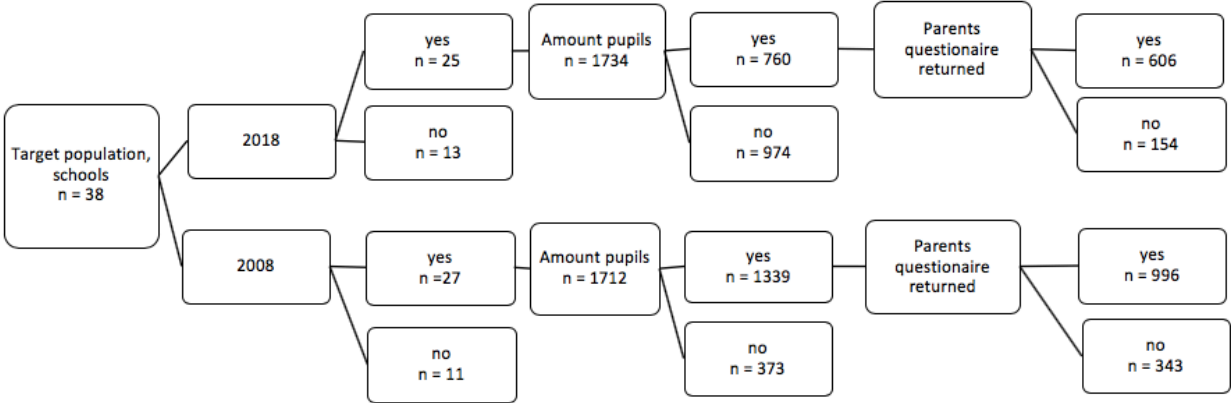 Target population,
schools
n = 38
2018
yes
n = 25
no
n = 13
Amount pupils
n = 1734
yes
n = 760
no
n = 974
Parents
questionaire
returned
yes
n = 606
no
n = 154
2008
yes
n =27
no
n = 11
Amount pupils
n = 1712
yes
n = 1339
no
n = 373
Parents
questionaire
returned
yes
n = 996
no
n = 343